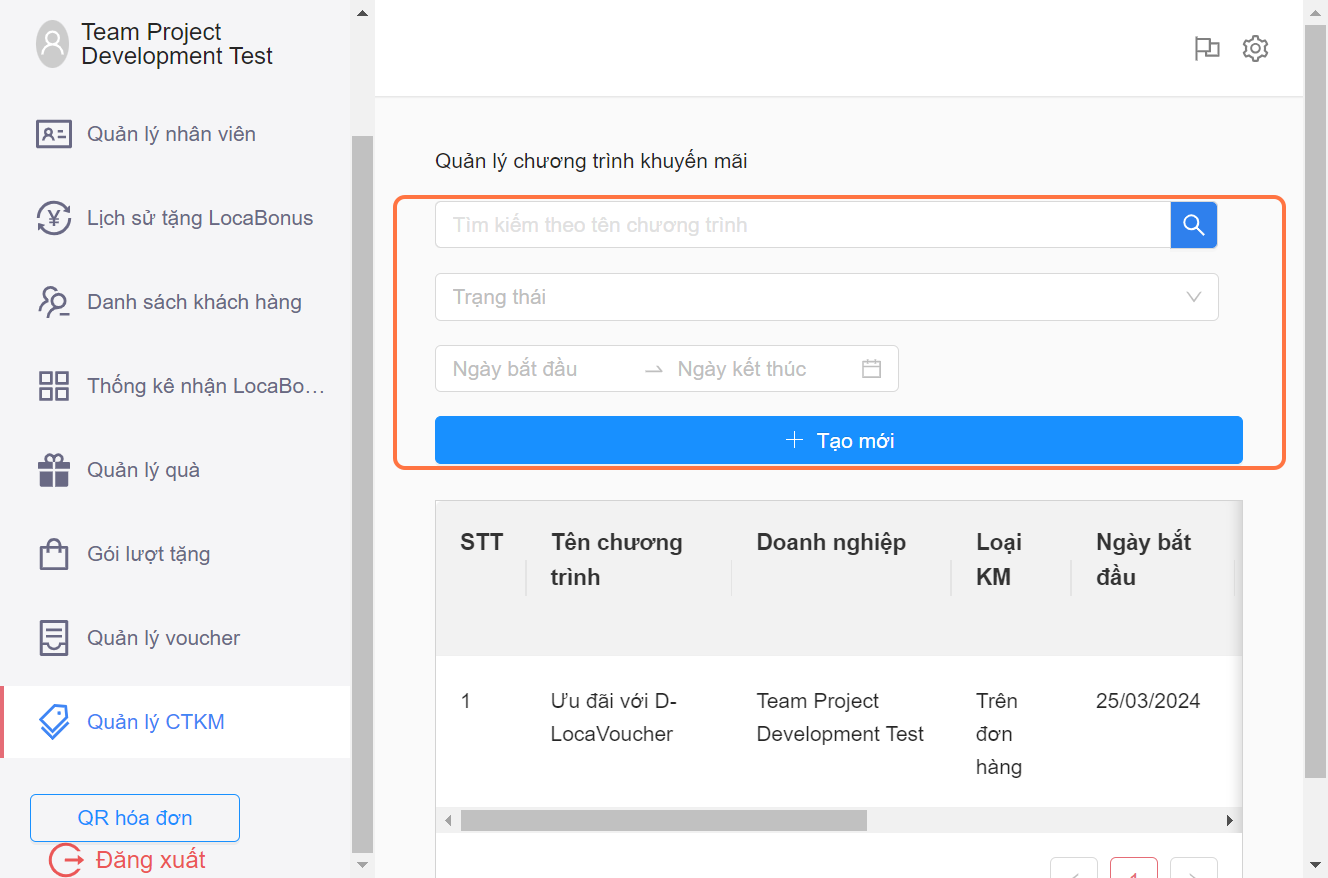 Team Project
Development Test
Quản lý nhân viên
Lịch sử tặng LocaBonus
Danh sách khách hàng
Thống kê nhận LocaBo...
Quản lý quà
Gói lượt tặng
Quản lý voucher
Quản lý CTKM
QR hóa đơn
Đăng xuất
Quản lý chương trình khuyến mãi
Tìm kiếm theo tên chương trình
Trạng thái
Ngày bắt đầu → Ngày kết thúc
+ Tạo mới
STT Tên chương trình Doanh nghiệp Loại KM Ngày bắt đầu
1 Ưu đãi với D-LocaVoucher Team Project Development Test Trên đơn hàng 25/03/2024